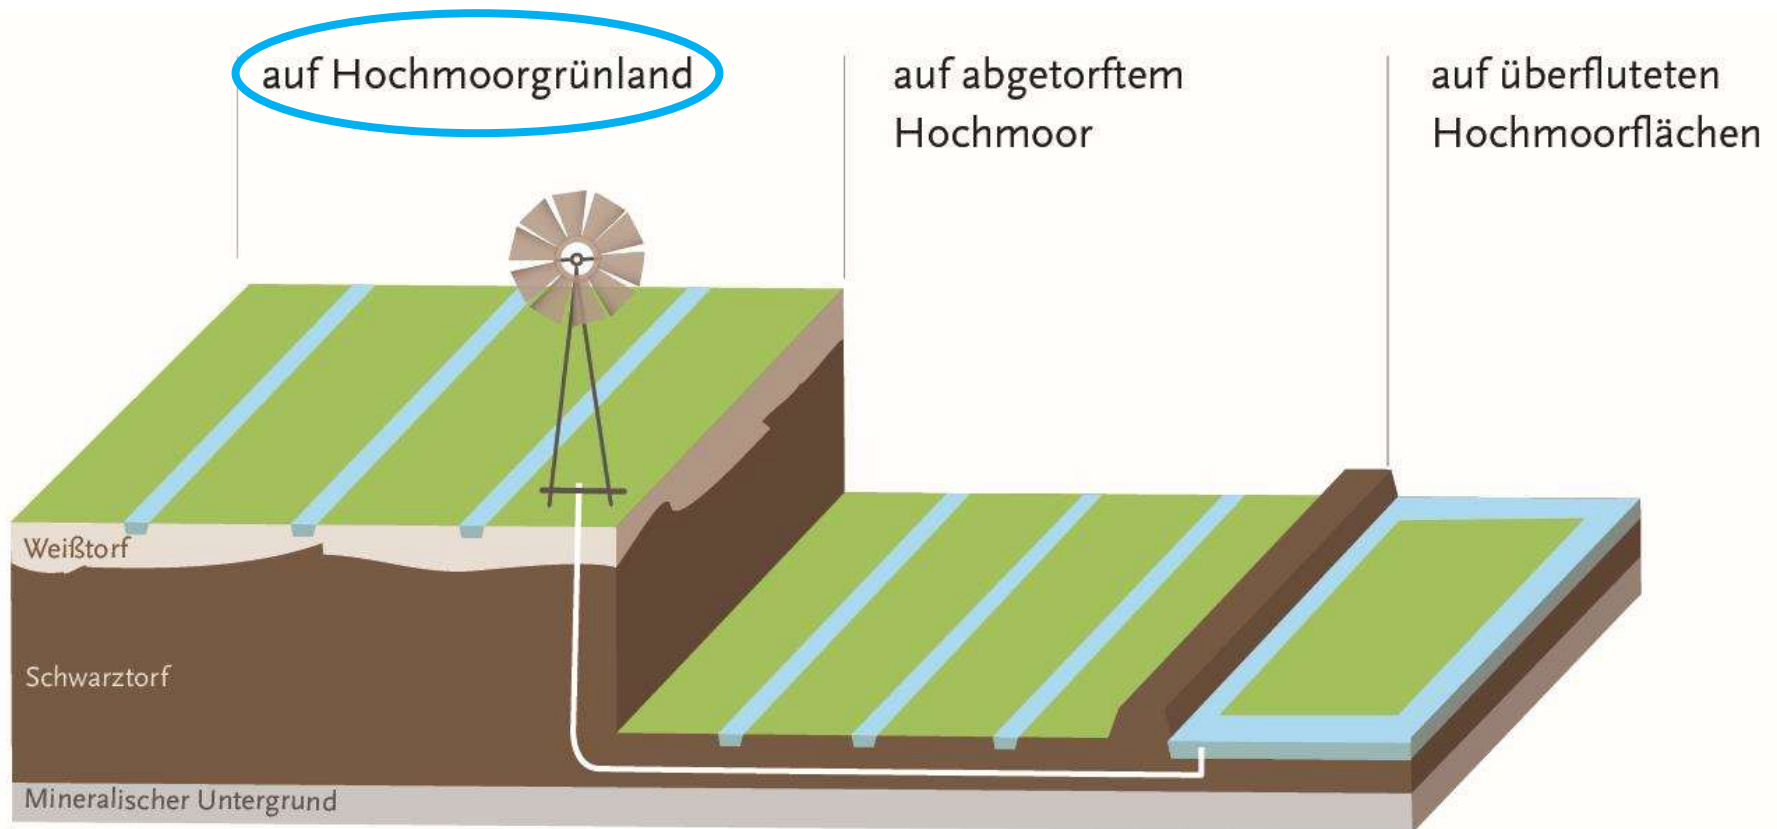 auf Hochmoorgrünland
auf abgetorftem
Hochmoor
auf überfluteten
Hochmoorflächen
Weißtorf
Schwarztorf
Mineralischer Untergrund